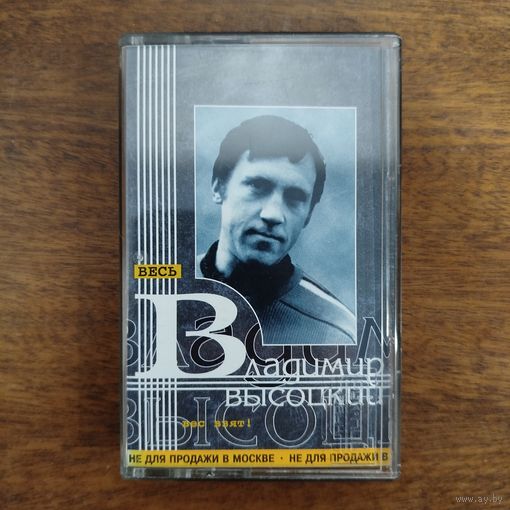 ВЕСЬ
Владимир
ВЫСОЦКИЙ
вес взят!
НЕ ДЛЯ ПРОДАЖИ В МОСКВЕ · НЕ ДЛЯ ПРОДАЖИ В
www.ay.by